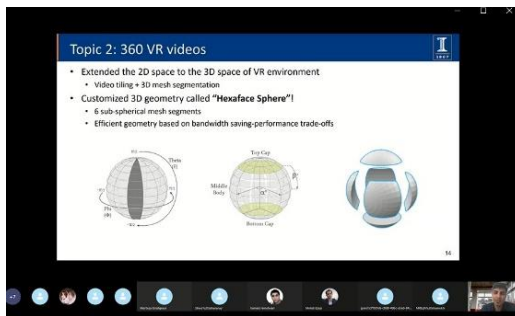 Topic 2: 360 VR videos
• Extended the 2D space to the 3D space of VR environment
• Video tiling + 3D mesh segmentation
• Customized 3D geometry called “Hexaface Sphere”!
• 6 sub-spherical mesh segments
• Efficient geometry based on bandwidth saving-performance trade-offs
Theta
Phi
(Φ)
Top Cap
Middle
Body
Bottom Cap
14